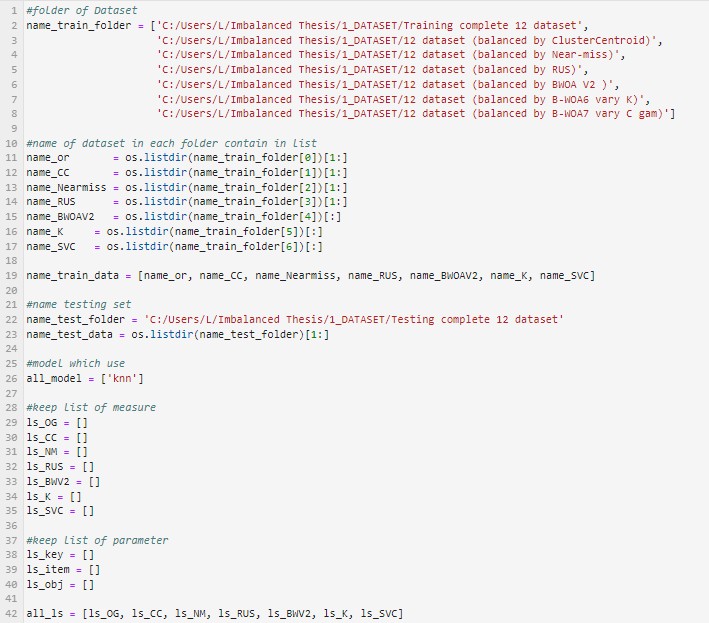 1 #folder of Dataset
2 name_train_folder = ['C:/Users/L/Imbalanced Thesis/1_DATASET/Training complete 12 dataset',
3 'C:/Users/L/Imbalanced Thesis/1_DATASET/12 dataset (balanced by ClusterCentroid)',
4 'C:/Users/L/Imbalanced Thesis/1_DATASET/12 dataset (balanced by Near-miss)',
5 'C:/Users/L/Imbalanced Thesis/1_DATASET/12 dataset (balanced by RUS)',
6 'C:/Users/L/Imbalanced Thesis/1_DATASET/12 dataset (balanced by BWOA V2 )',
7 'C:/Users/L/Imbalanced Thesis/1_DATASET/12 dataset (balanced by B-WOA6 vary K)',
8 'C:/Users/L/Imbalanced Thesis/1_DATASET/12 dataset (balanced by B-WOA7 vary C gam)']
9
10 #name of dataset in each folder contain in list
11 name_or = os.listdir(name_train_folder[0])[1:]
12 name_CC = os.listdir(name_train_folder[1])[1:]
13 name_Nearmiss = os.listdir(name_train_folder[2])[1:]
14 name_RUS = os.listdir(name_train_folder[3])[1:]
15 name_BWOAV2 = os.listdir(name_train_folder[4])[:]
16 name_K = os.listdir(name_train_folder[5])[:]
17 name_SVC = os.listdir(name_train_folder[6])[:]
18
19 name_train_data = [name_or, name_CC, name_Nearmiss, name_RUS, name_BWOAV2, name_K, name_SVC]
20
21 #name testing set
22 name_test_folder = 'C:/Users/L/Imbalanced Thesis/1_DATASET/Testing complete 12 dataset'
23 name_test_data = os.listdir(name_test_folder)[1:]
24
25 #model which use
26 all_model = ['knn']
27
28 #keep list of measure
29 ls_OG = []
30 ls_CC = []
31 ls_NM = []
32 ls_RUS = []
33 ls_BWV2 = []
34 ls_K = []
35 ls_SVC = []
36
37 #keep list of parameter
38 ls_key = []
39 ls_item = []
40 ls_obj = []
41
42 all_ls = [ls_OG, ls_CC, ls_NM, ls_RUS, ls_BWV2, ls_K, ls_SVC]